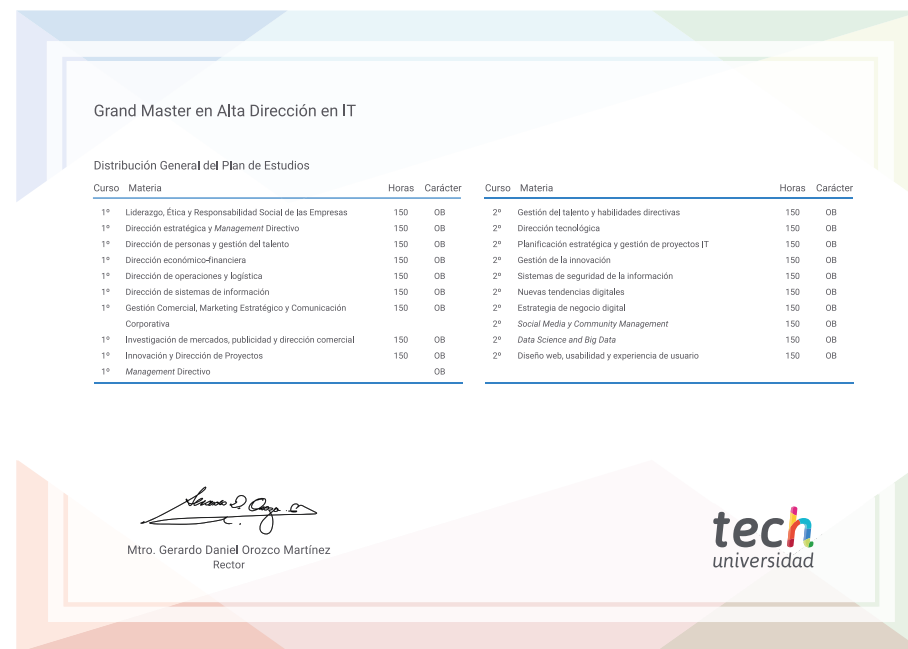 Grand Master en Alta Dirección en IT
Distribución General del Plan de Estudios
Curso Materia Horas Carácter
1º Liderazgo, Ética y Responsabilidad Social de las Empresas 150 OB
1º Dirección estratégica y Management Directivo 150 OB
1º Dirección de personas y gestión del talento 150 OB
1º Dirección económico-financiera 150 OB
1º Dirección de operaciones y logística 150 OB
1º Dirección de sistemas de información 150 OB
1º Gestión Comercial, Marketing Estratégico y Comunicación 150 OB
Corporativa
1º Investigación de mercados, publicidad y dirección comercial 150 OB
1º Innovación y Dirección de Proyectos 150 OB
1º Management Directivo OB
Curso Materia Horas Carácter
2º Gestión del talento y habilidades directivas 150 OB
2º Dirección tecnológica 150 OB
2º Planificación estratégica y gestión de proyectos IT 150 OB
2º Gestión de la innovación 150 OB
2º Sistemas de seguridad de la información 150 OB
2º Nuevas tendencias digitales 150 OB
2º Estrategia de negocio digital 150 OB
2º Social Media y Community Management 150 OB
2º Data Science and Big Data 150 OB
2º Diseño web, usabilidad y experiencia de usuario 150 OB
Mtro. Gerardo Daniel Orozco Martínez
Rector
tech
universidad